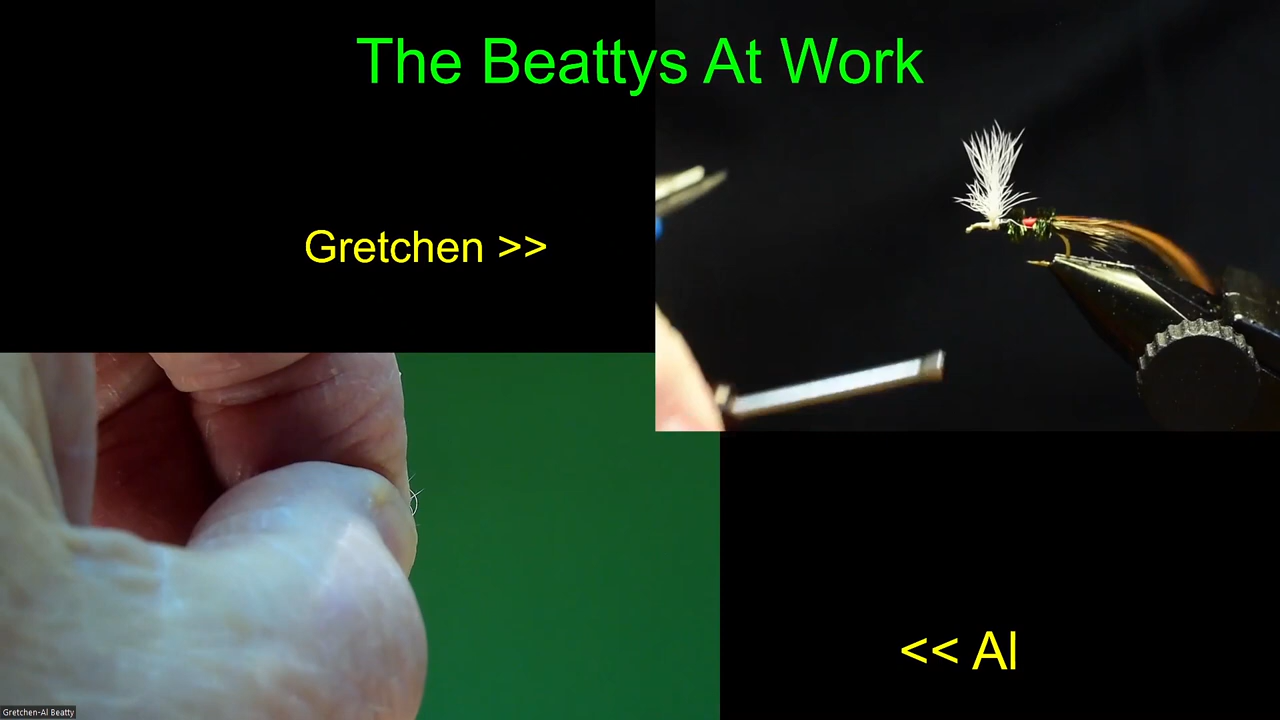 The Beattys At Work
Gretchen >>
<< Al
Gretchen-Al Beatty